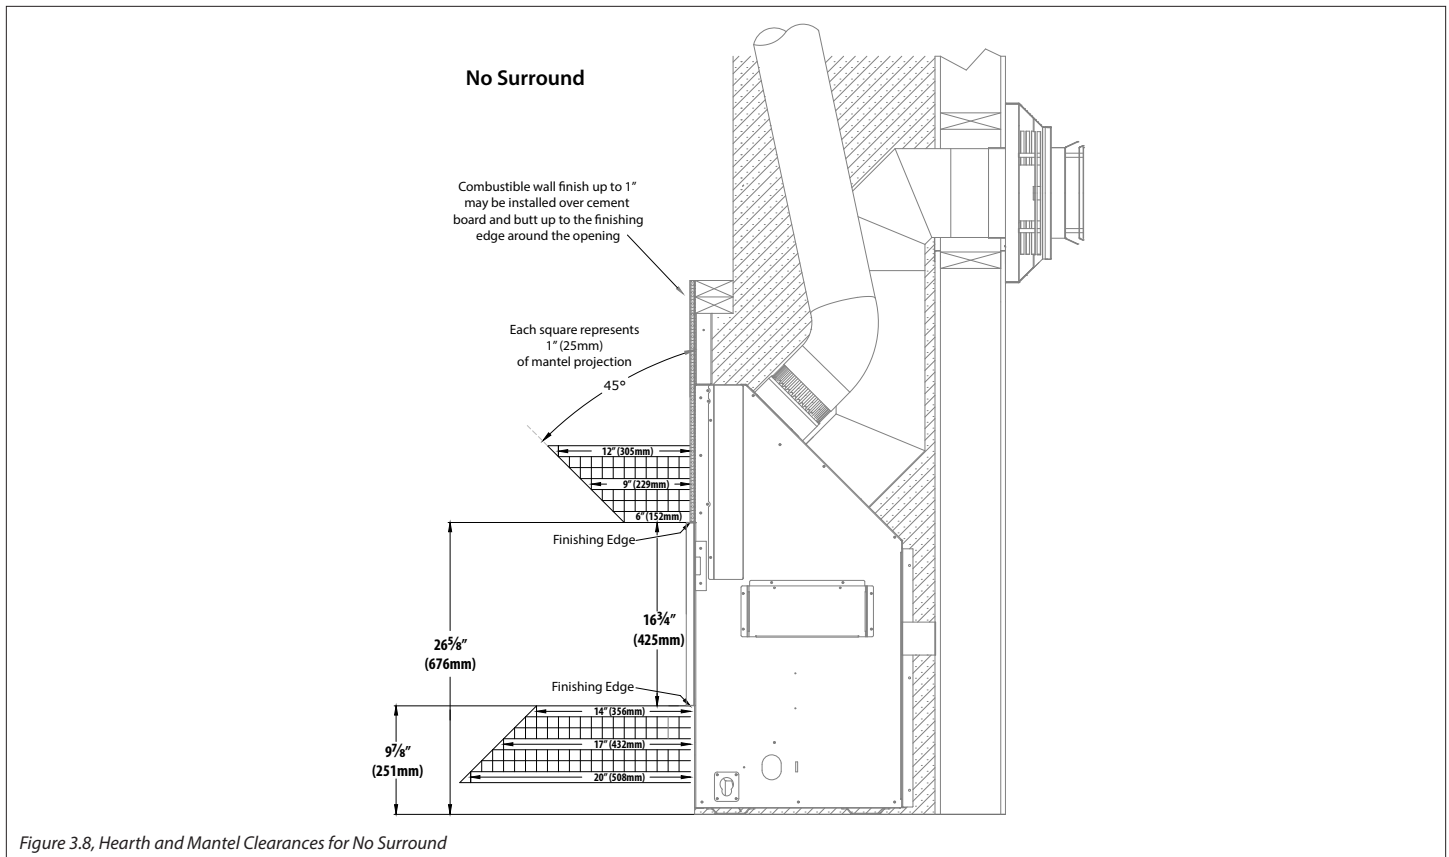 No Surround
Combustible wall finish up to 1”
may be installed over cement
board and butt up to the finishing
edge around the opening
Each square represents
1” (25mm)
of mantel projection
45º
12” (305mm)
9” (229mm)
6” (152mm)
Finishing Edge
16¾”
(425mm)
26⅝”
(676mm)
Finishing Edge
14” (356mm)
17” (432mm)
9⅞”
(251mm)
20” (508mm)
Figure 3.8, Hearth and Mantel Clearances for No Surround